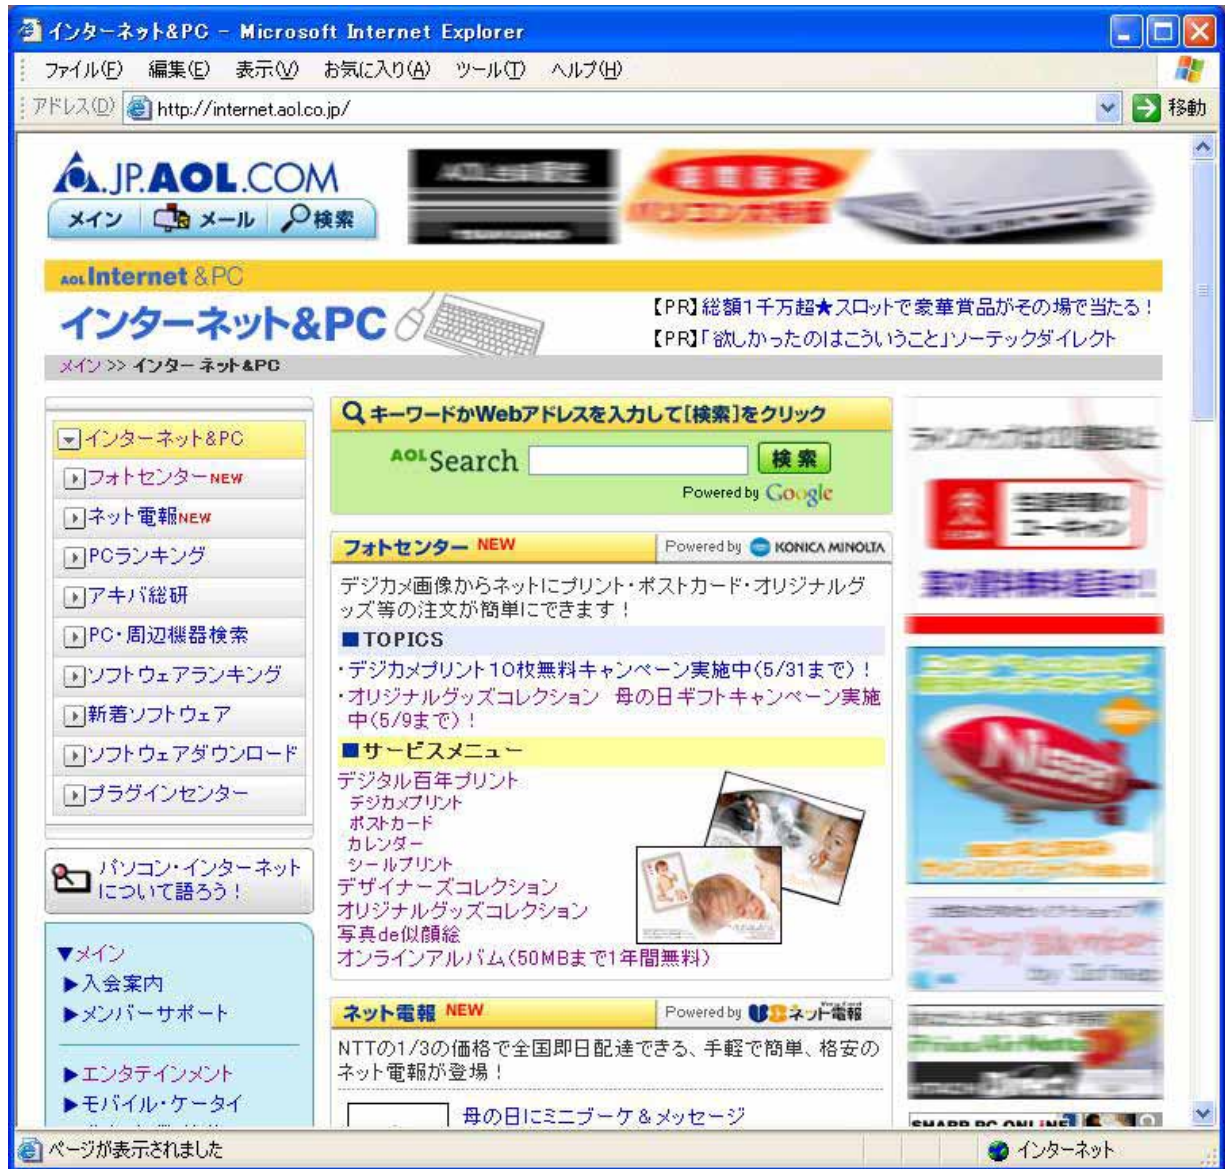 インターネット&PC - Microsoft Internet Explorer
ファイル(F) 編集(E) 表示(V) お気に入り(A) ツール(T) ヘルプ(H)
アドレス(D) http://internet.aol.co.jp/ 移動
.JP.AOL.COM
メイン メール 検索
AOL Internet &PC
インターネット&PC
【PR】総額1千万超★スロットで豪華賞品がその場で当たる!
【PR】「欲しかったのはこういうこと」ソーテックダイレクト
メイン >> インターネット&PC
インターネット&PC
フォトセンターNEW
ネット電報NEW
PCランキング
アキバ総研
PC・周辺機器検索
ソフトウェアランキング
新着ソフトウェア
ソフトウェアダウンロード
プラグインセンター
パソコン・インターネット
について語ろう!
▼メイン
▶入会案内
▶メンバーサポート
▶エンタテインメント
▶モバイル・ケータイ
キーワードかWebアドレスを入力して[検索]をクリック
AOL Search 検索
Powered by Google
フォトセンター NEW Powered by KONICA MINOLTA
デジカメ画像からネットにプリント・ポストカード・オリジナルグ
ッズ等の注文が簡単にできます!
■TOPICS
・デジカメプリント10枚無料キャンペーン実施中(5/31まで)!
・オリジナルグッズコレクション 母の日ギフトキャンペーン実施
中(5/9まで)!
■サービスメニュー
デジタル百年プリント
デジカメプリント
ポストカード
カレンダー
シールプリント
デザイナーズコレクション
オリジナルグッズコレクション
写真de似顔絵
オンラインアルバム(50MBまで1年間無料)
ネット電報 NEW Powered by ネット電報
NTTの1/3の価格で全国即日配達できる、手軽で簡単、格安の
ネット電報が登場!
母の日にミニブーケ&メッセージ
Nissen
SHARP PC ONLINE
ページが表示されました インターネット